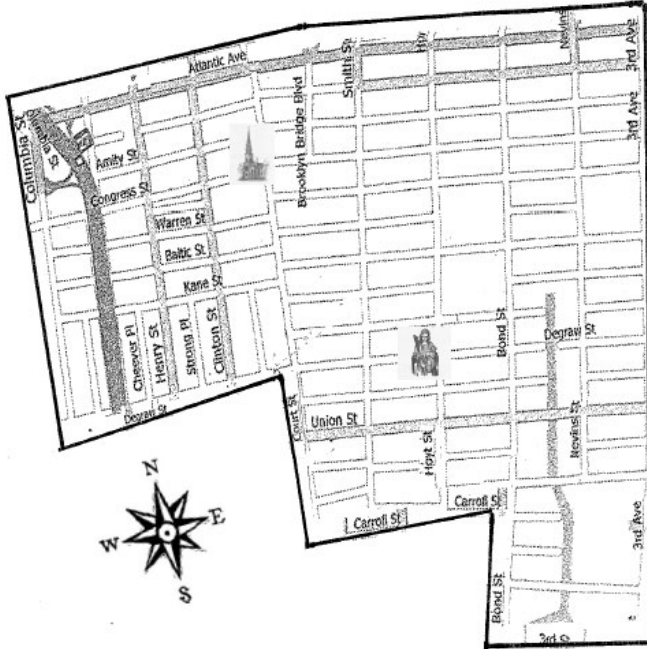 Atlantic Ave
Smith St
3rd Ave
Brooklyn Bridge Blvd
3rd Ave
Columbia St
Amity St
Congress St
Warren St
Baltic St
Kane St
Cheever Pl
Henry St
Strong Pl
Clinton St
Bond St
Degraw St
Degraw St
Court St
Union St
Hoyt St
Nevins St
Carroll St
Carroll St
3rd Ave
Bond St
3rd St
N
E
W
S